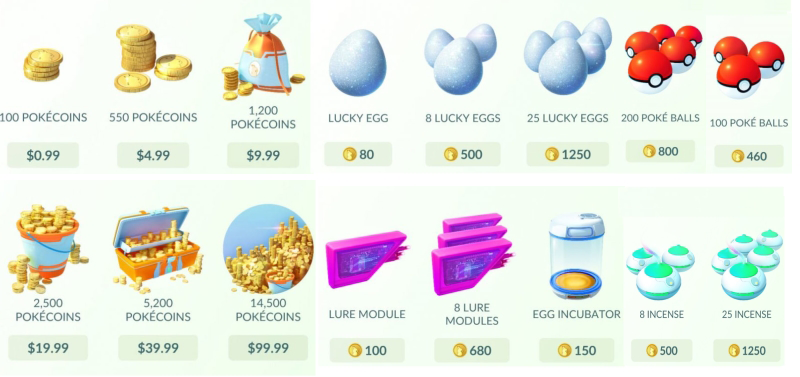 100 POKÉCOINS
$0.99
550 POKÉCOINS
$4.99
1,200
POKÉCOINS
$9.99
LUCKY EGG
80
8 LUCKY EGGS
500
25 LUCKY EGGS
1250
200 POKÉ BALLS
800
100 POKÉ BALLS
460
2,500
POKÉCOINS
$19.99
5,200
POKÉCOINS
$39.99
14,500
POKÉCOINS
$99.99
LURE MODULE
100
8 LURE
MODULES
680
EGG INCUBATOR
150
8 INCENSE
500
25 INCENSE
1250